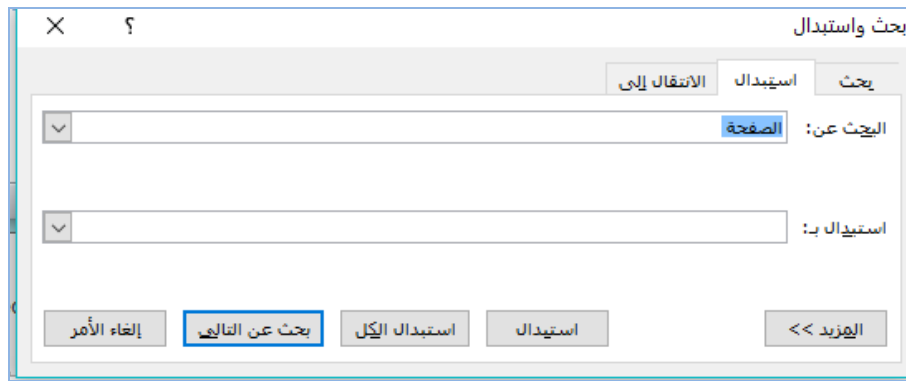 بحث واستبدال ؟
بحث استبدال الانتقال إلى
البحث عن: الصفحة
استبدال بـ:
المزيد >> استبدال استبدال الكل بحث عن التالي إلغاء الأمر